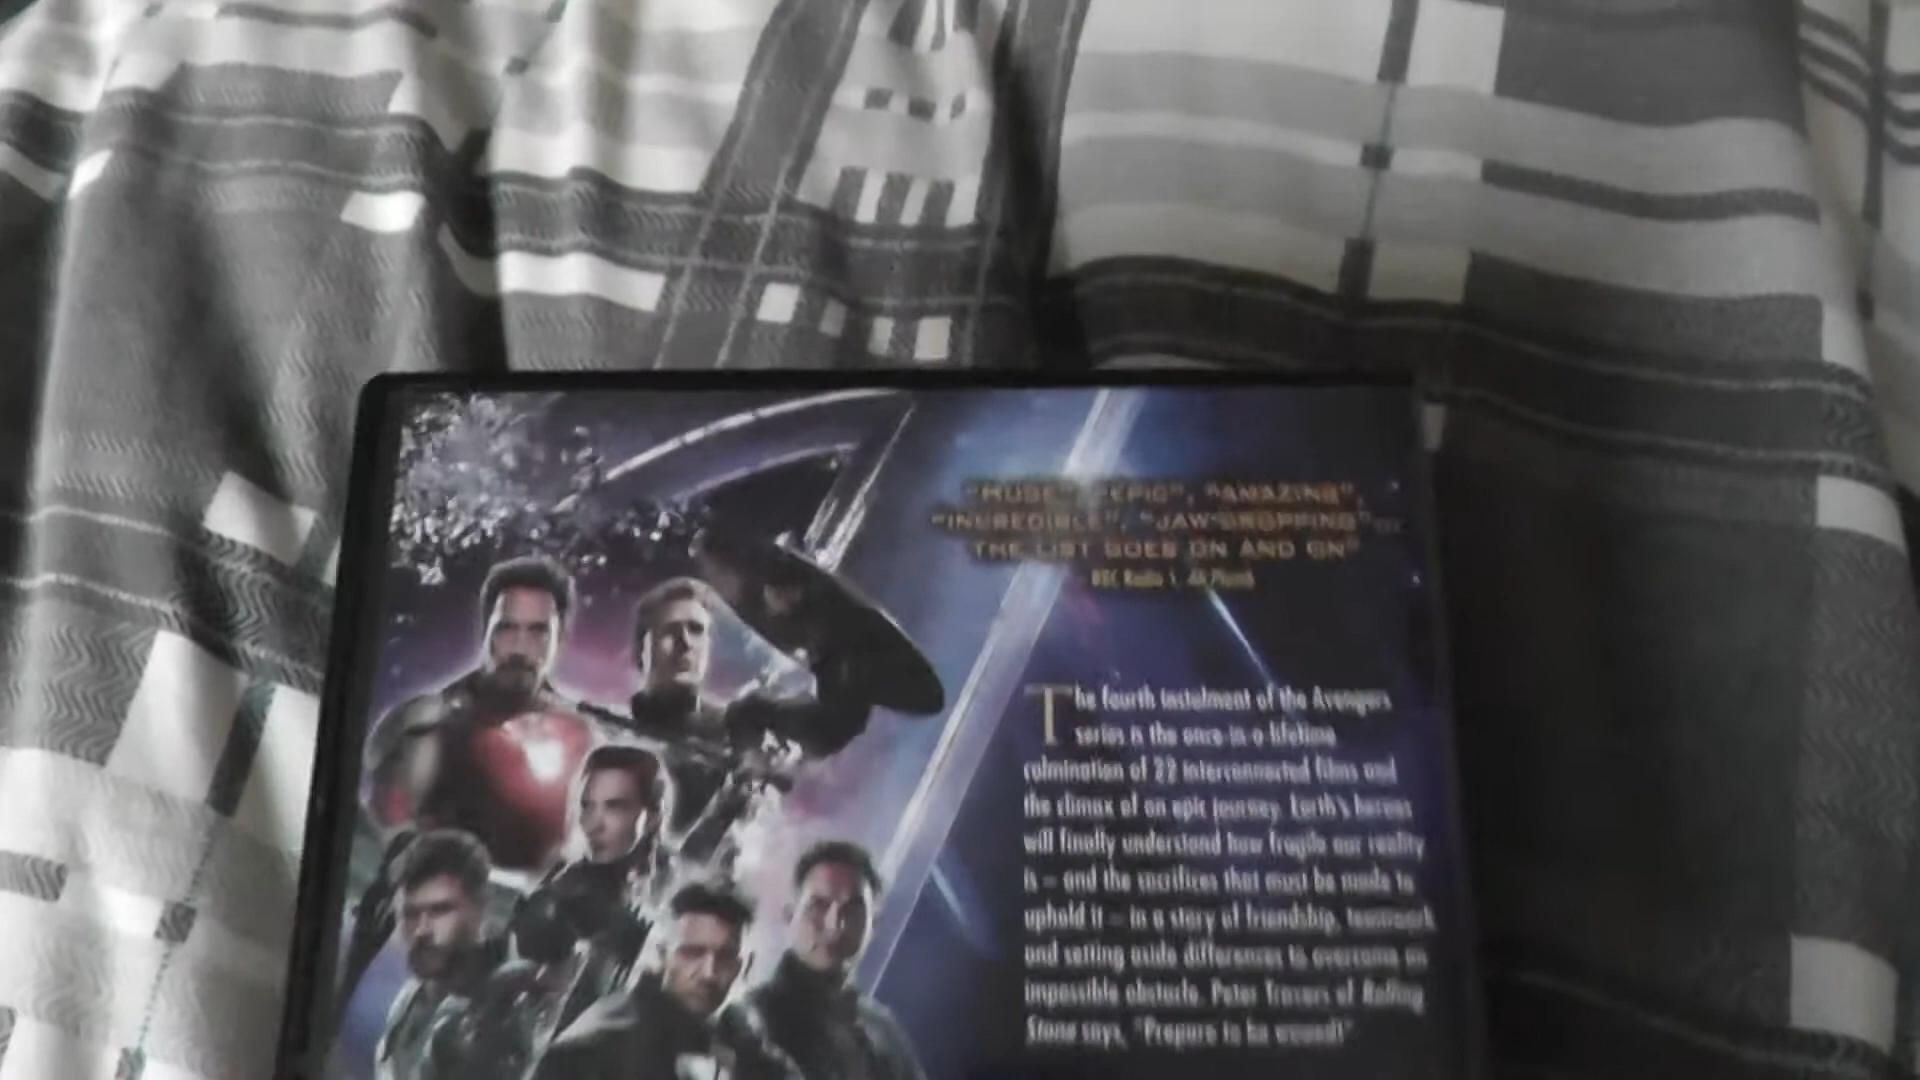 "HUGE", "EPIC", "AMAZING",
"INCREDIBLE", "JAW-DROPPING"...
THE LIST GOES ON AND ON"
BBC Radio 1, Ali Plumb
The fourth instalment of the Avengers
series is the once in a lifetime
culmination of 22 interconnected films and
the climax of an epic journey. Earth's heroes
will finally understand how fragile our reality
is – and the sacrifices that must be made to
uphold it – in a story of friendship, teamwork
and setting aside differences to overcome an
impossible obstacle. Peter Travers of Rolling
Stone says, "Prepare to be wowed!"